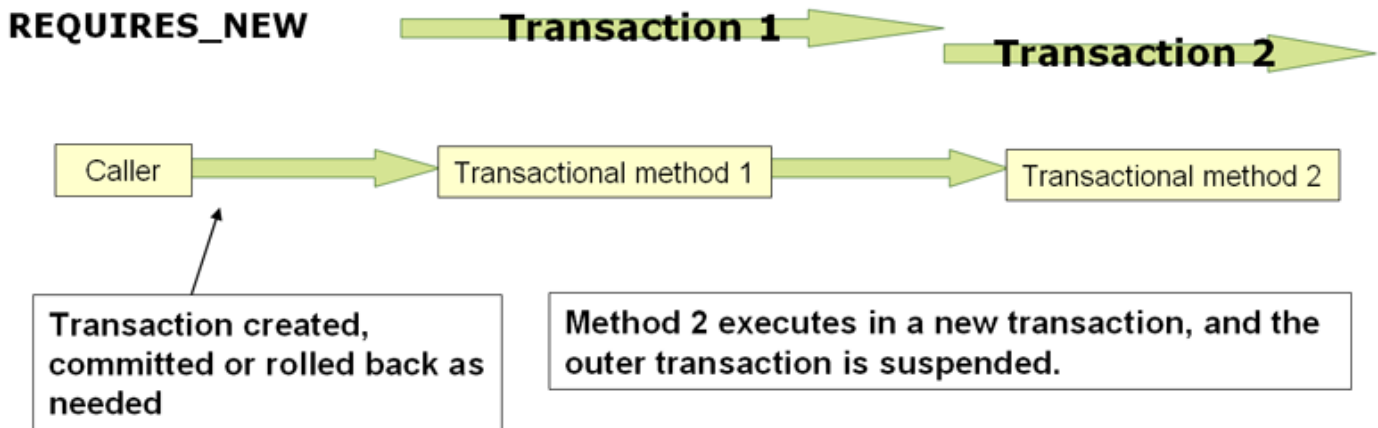 REQUIRES_NEW
Transaction 1
Transaction 2
Caller
Transactional method 1
Transactional method 2
Transaction created,
committed or rolled back as
needed
Method 2 executes in a new transaction, and the
outer transaction is suspended.